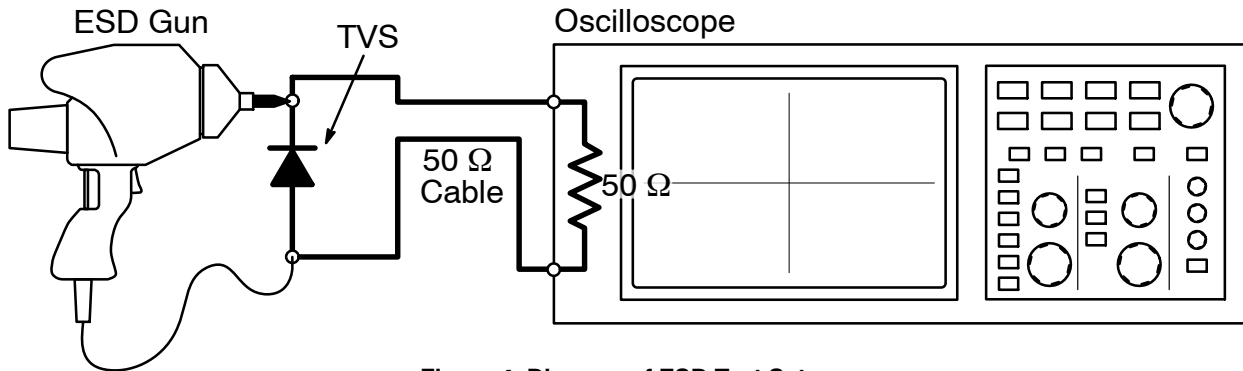 ESD Gun
TVS
Oscilloscope
50 Ω
Cable
50 Ω